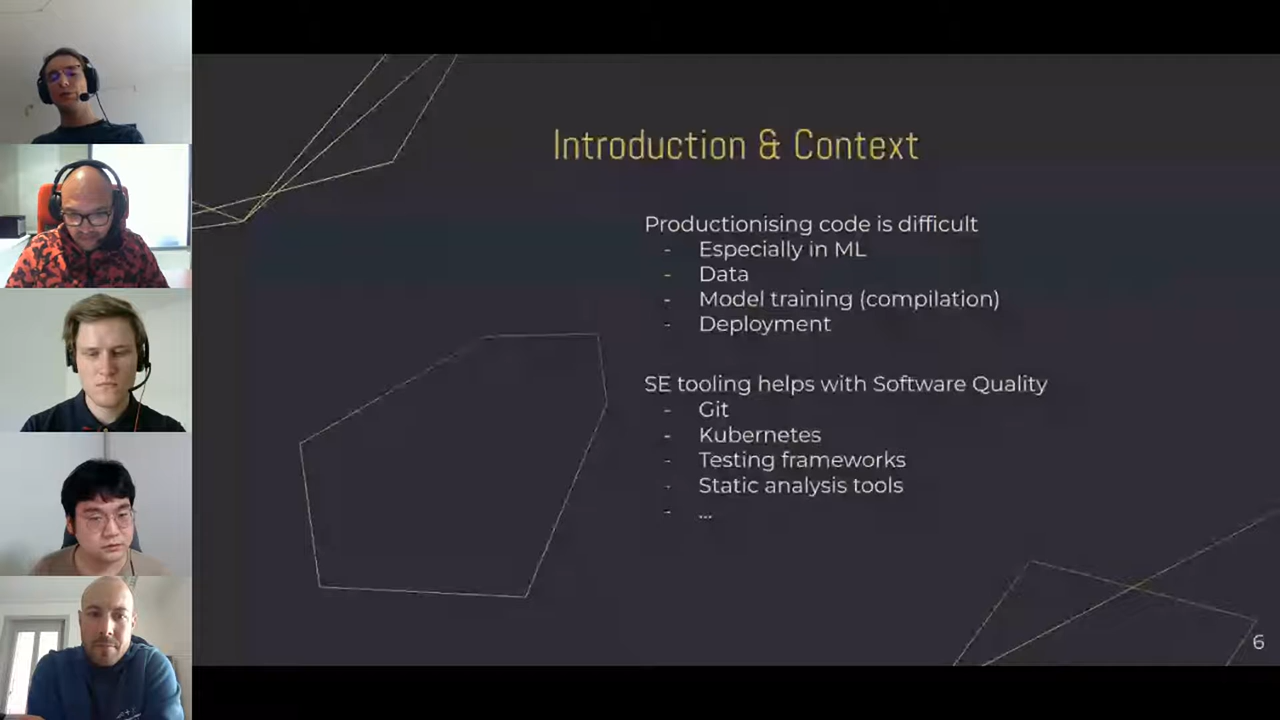 Introduction & Context
Productionising code is difficult
- Especially in ML
- Data
- Model training (compilation)
- Deployment
SE tooling helps with Software Quality
- Git
- Kubernetes
- Testing frameworks
- Static analysis tools
- ...
6